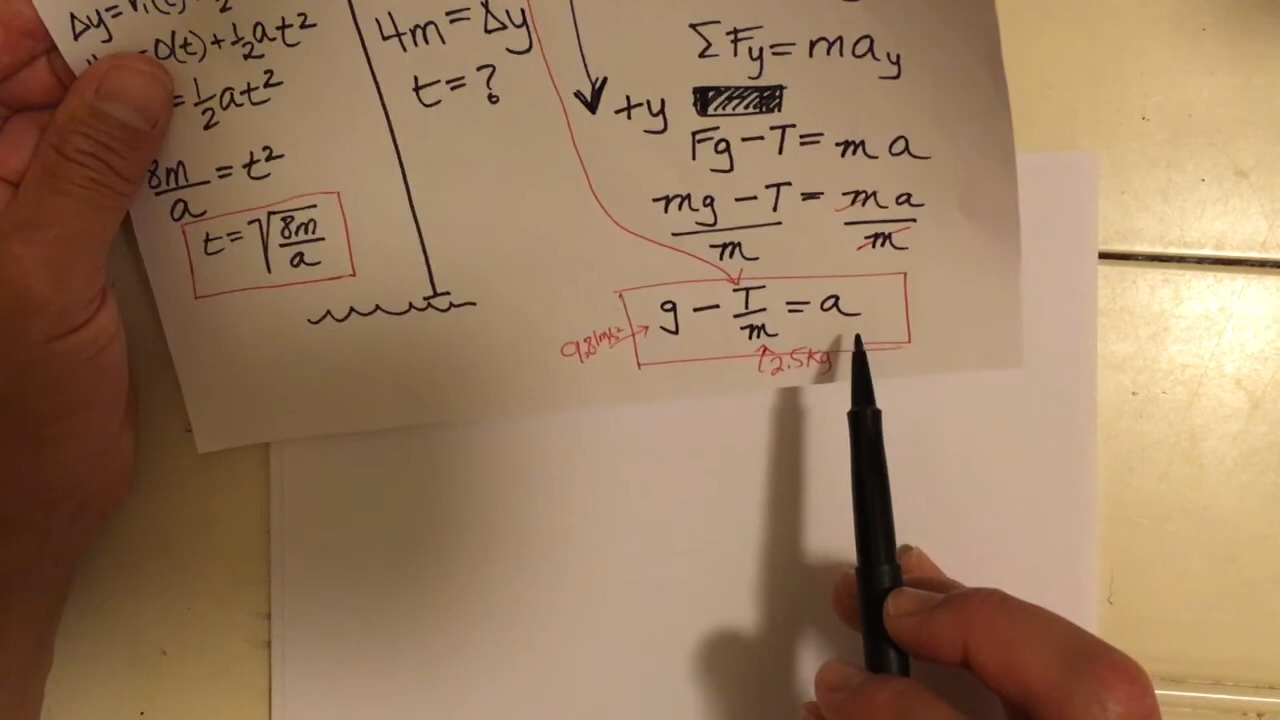 Δy=
0(t)+½at²
=½at²
8m/a=t²
t=√(8m/a)
4m=Δy
t=?
+y
ΣFy=may
Fg-T=ma
mg-T/m=ma/m
g-T/m=a
9.81m/s²
2.5kg